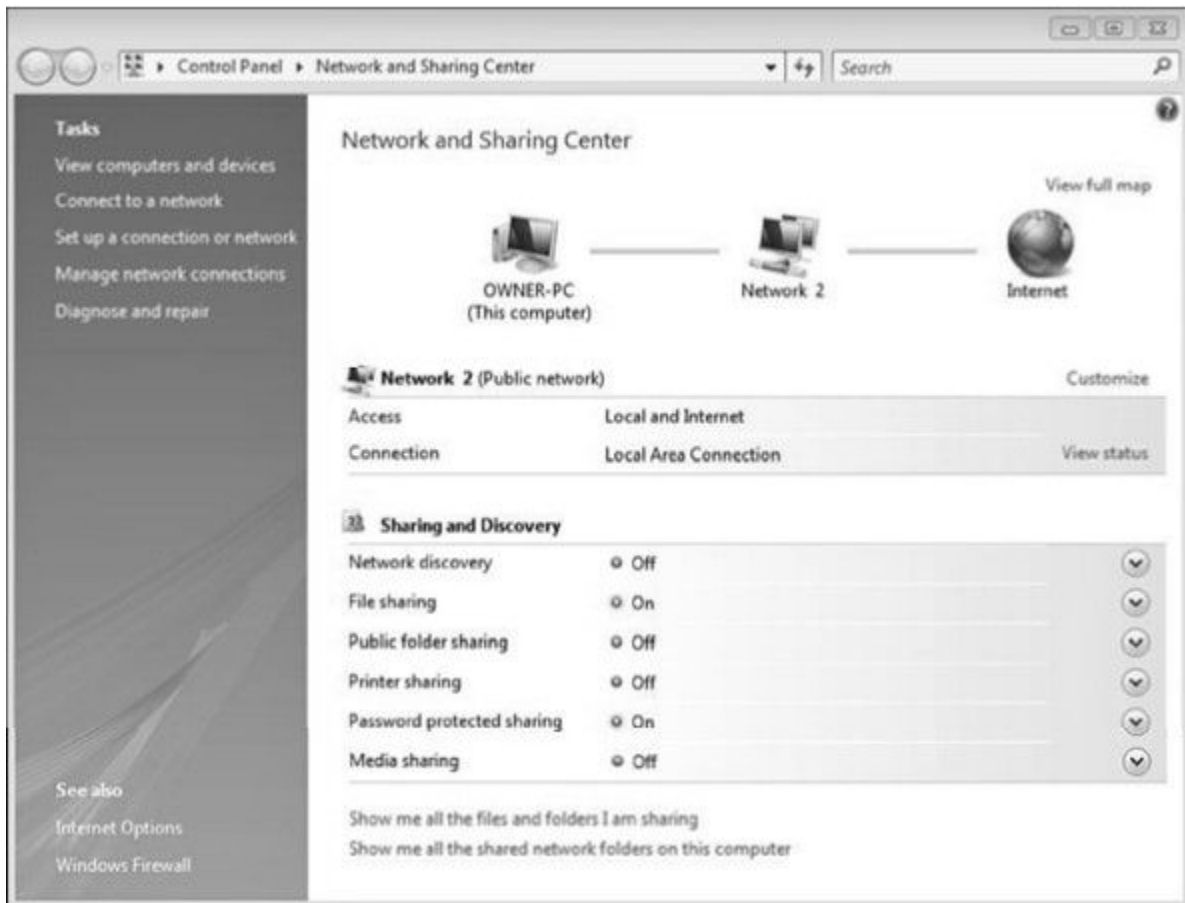 Control Panel
Network and Sharing Center
Search
Tasks
View computers and devices
Connect to a network
Set up a connection or network
Manage network connections
Diagnose and repair
See also
Internet Options
Windows Firewall
Network and Sharing Center
View full map
OWNER-PC
(This computer)
Network 2
Internet
Network 2 (Public network)
Customize
Access Local and Internet
Connection Local Area Connection View status
Sharing and Discovery
Network discovery Off
File sharing On
Public folder sharing Off
Printer sharing Off
Password protected sharing On
Media sharing Off
Show me all the files and folders I am sharing
Show me all the shared network folders on this computer